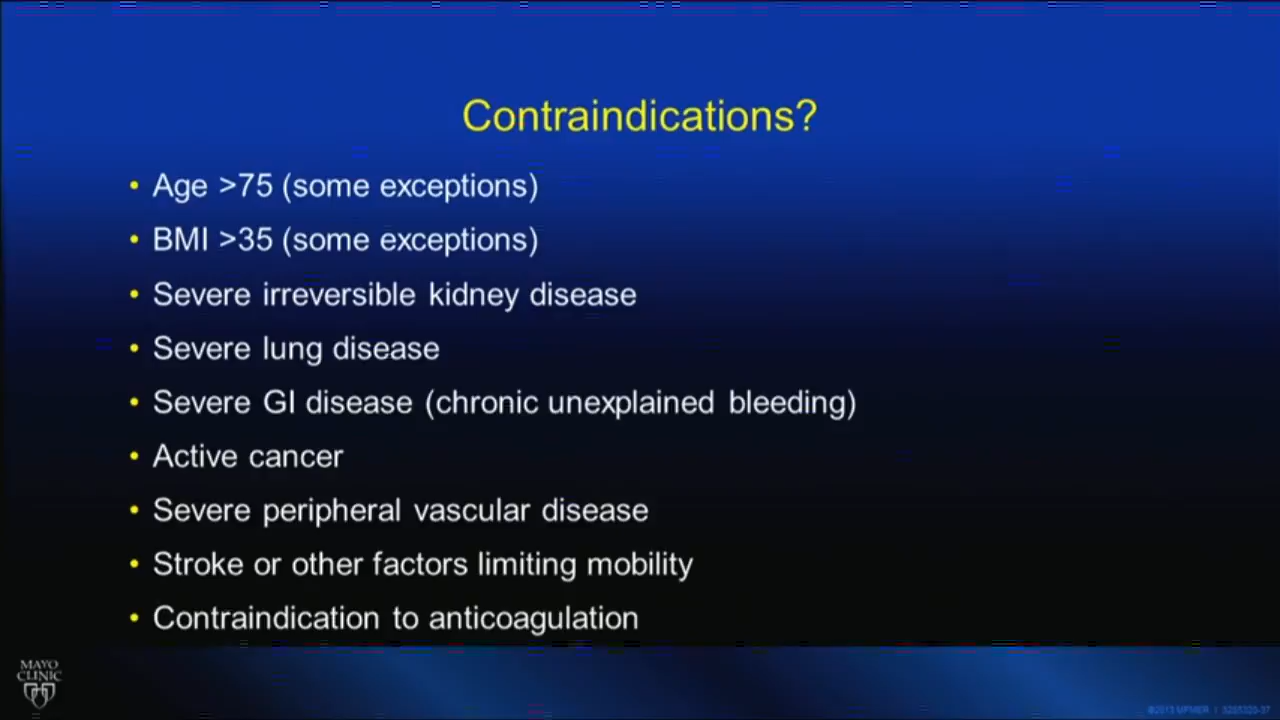 Contraindications?
• Age >75 (some exceptions)
• BMI >35 (some exceptions)
• Severe irreversible kidney disease
• Severe lung disease
• Severe GI disease (chronic unexplained bleeding)
• Active cancer
• Severe peripheral vascular disease
• Stroke or other factors limiting mobility
• Contraindication to anticoagulation
MAYO
CLINIC
©2013 MFMER |